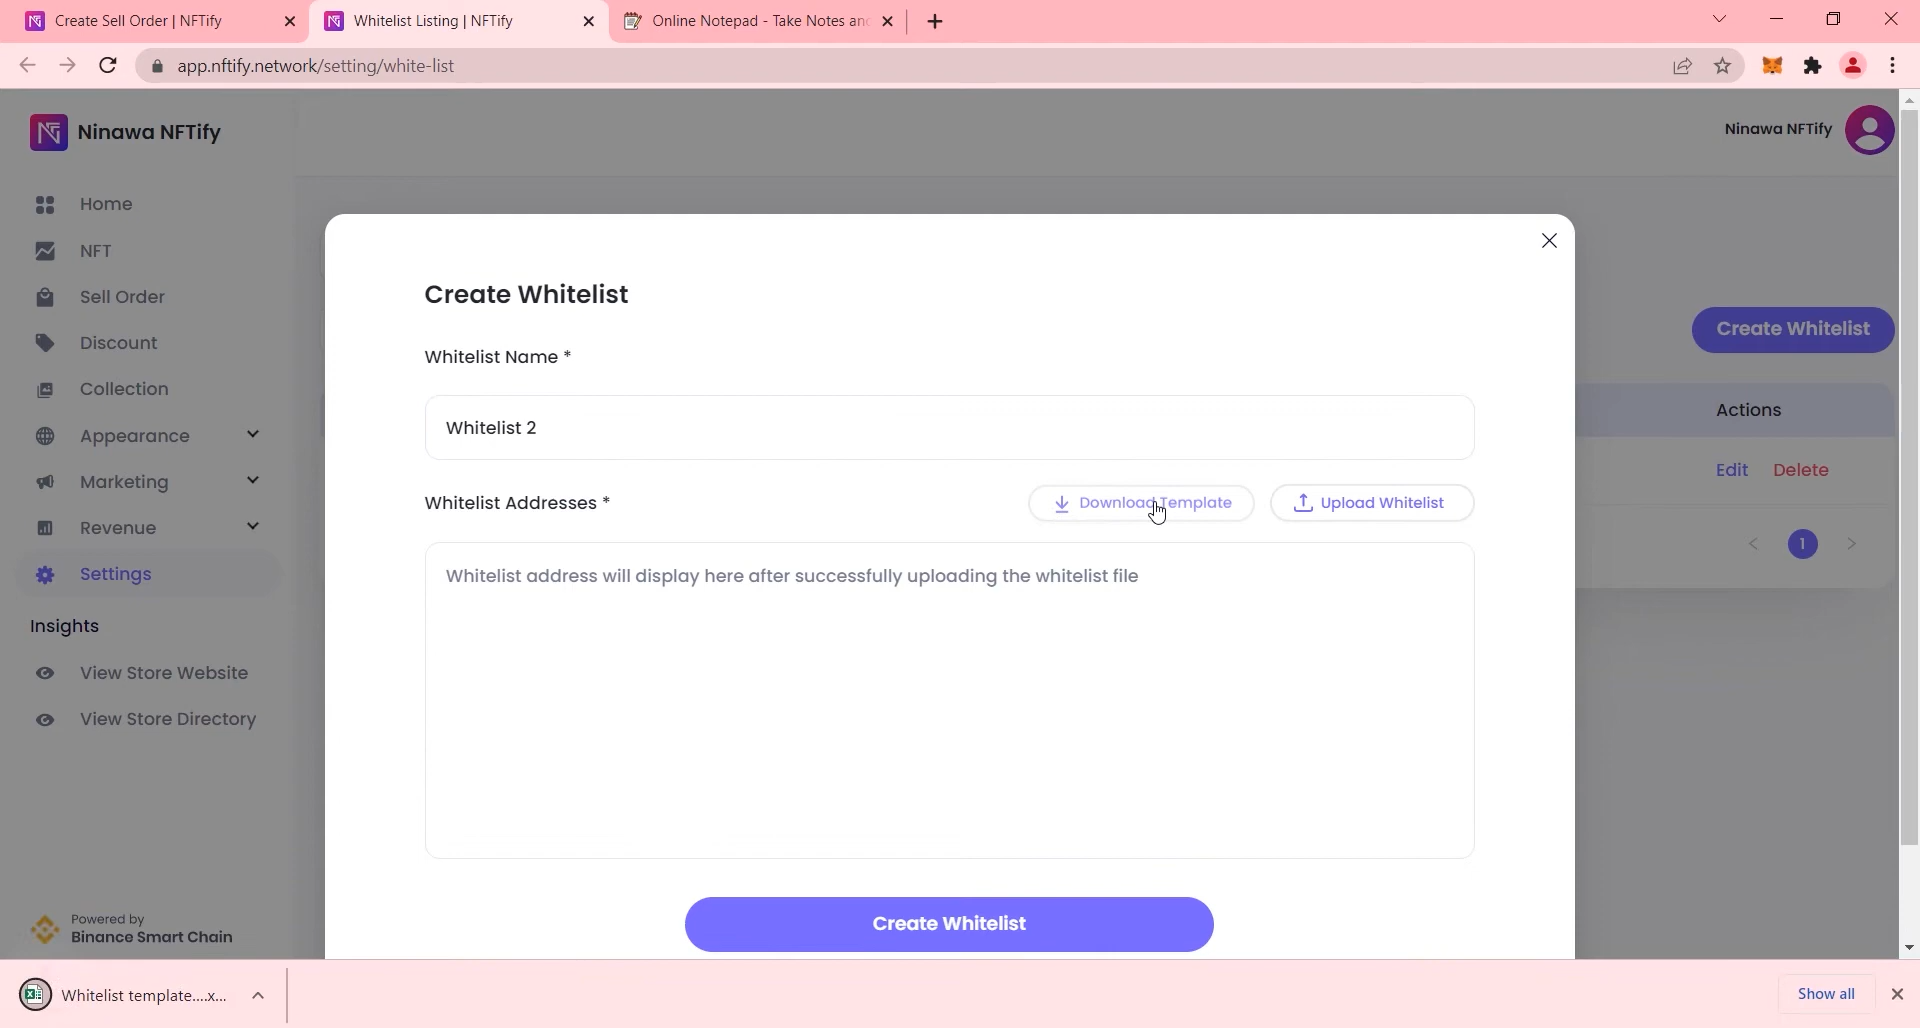 Create Sell Order | NFTify
Whitelist Listing | NFTify
Online Notepad - Take Notes an
app.nftify.network/setting/white-list
Ninawa NFTify
Ninawa NFTify
Home
NFT
Sell Order
Discount
Collection
Appearance
Marketing
Revenue
Settings
Insights
View Store Website
View Store Directory
Powered by
Binance Smart Chain
Create Whitelist
Actions
Edit Delete
1
Create Whitelist
Whitelist Name *
Whitelist 2
Whitelist Addresses *
Download Template
Upload Whitelist
Whitelist address will display here after successfully uploading the whitelist file
Create Whitelist
Whitelist template....x...
Show all